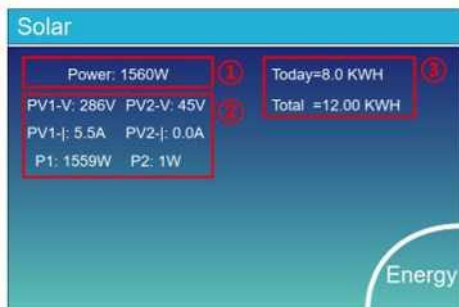 Solar
Power: 1560W
①
PV1-V: 286V PV2-V: 45V
②
PV1-|: 5.5A PV2-|: 0.0A
P1: 1559W P2: 1W
Today=8.0 KWH
③
Total =12.00 KWH
Energy